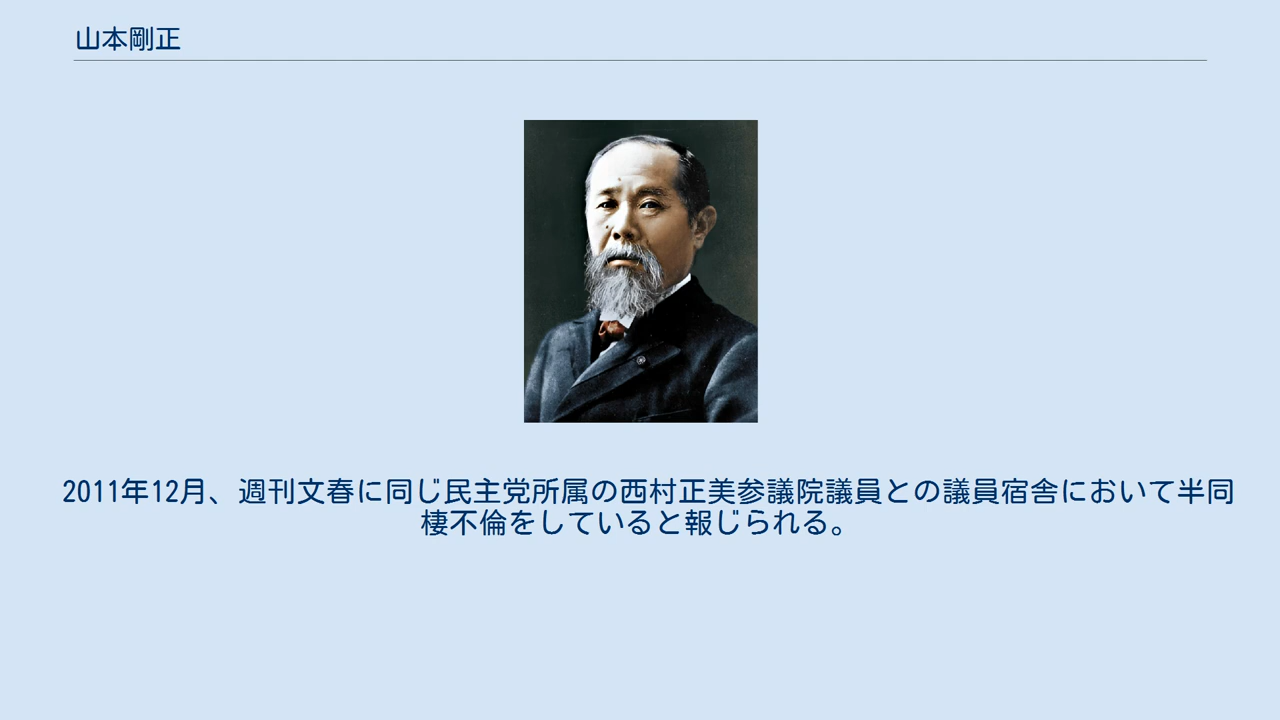 山本剛正
2011年12月、週刊文春に同じ民主党所属の西村正美参議院議員との議員宿舎において半同
棲不倫をしていると報じられる。